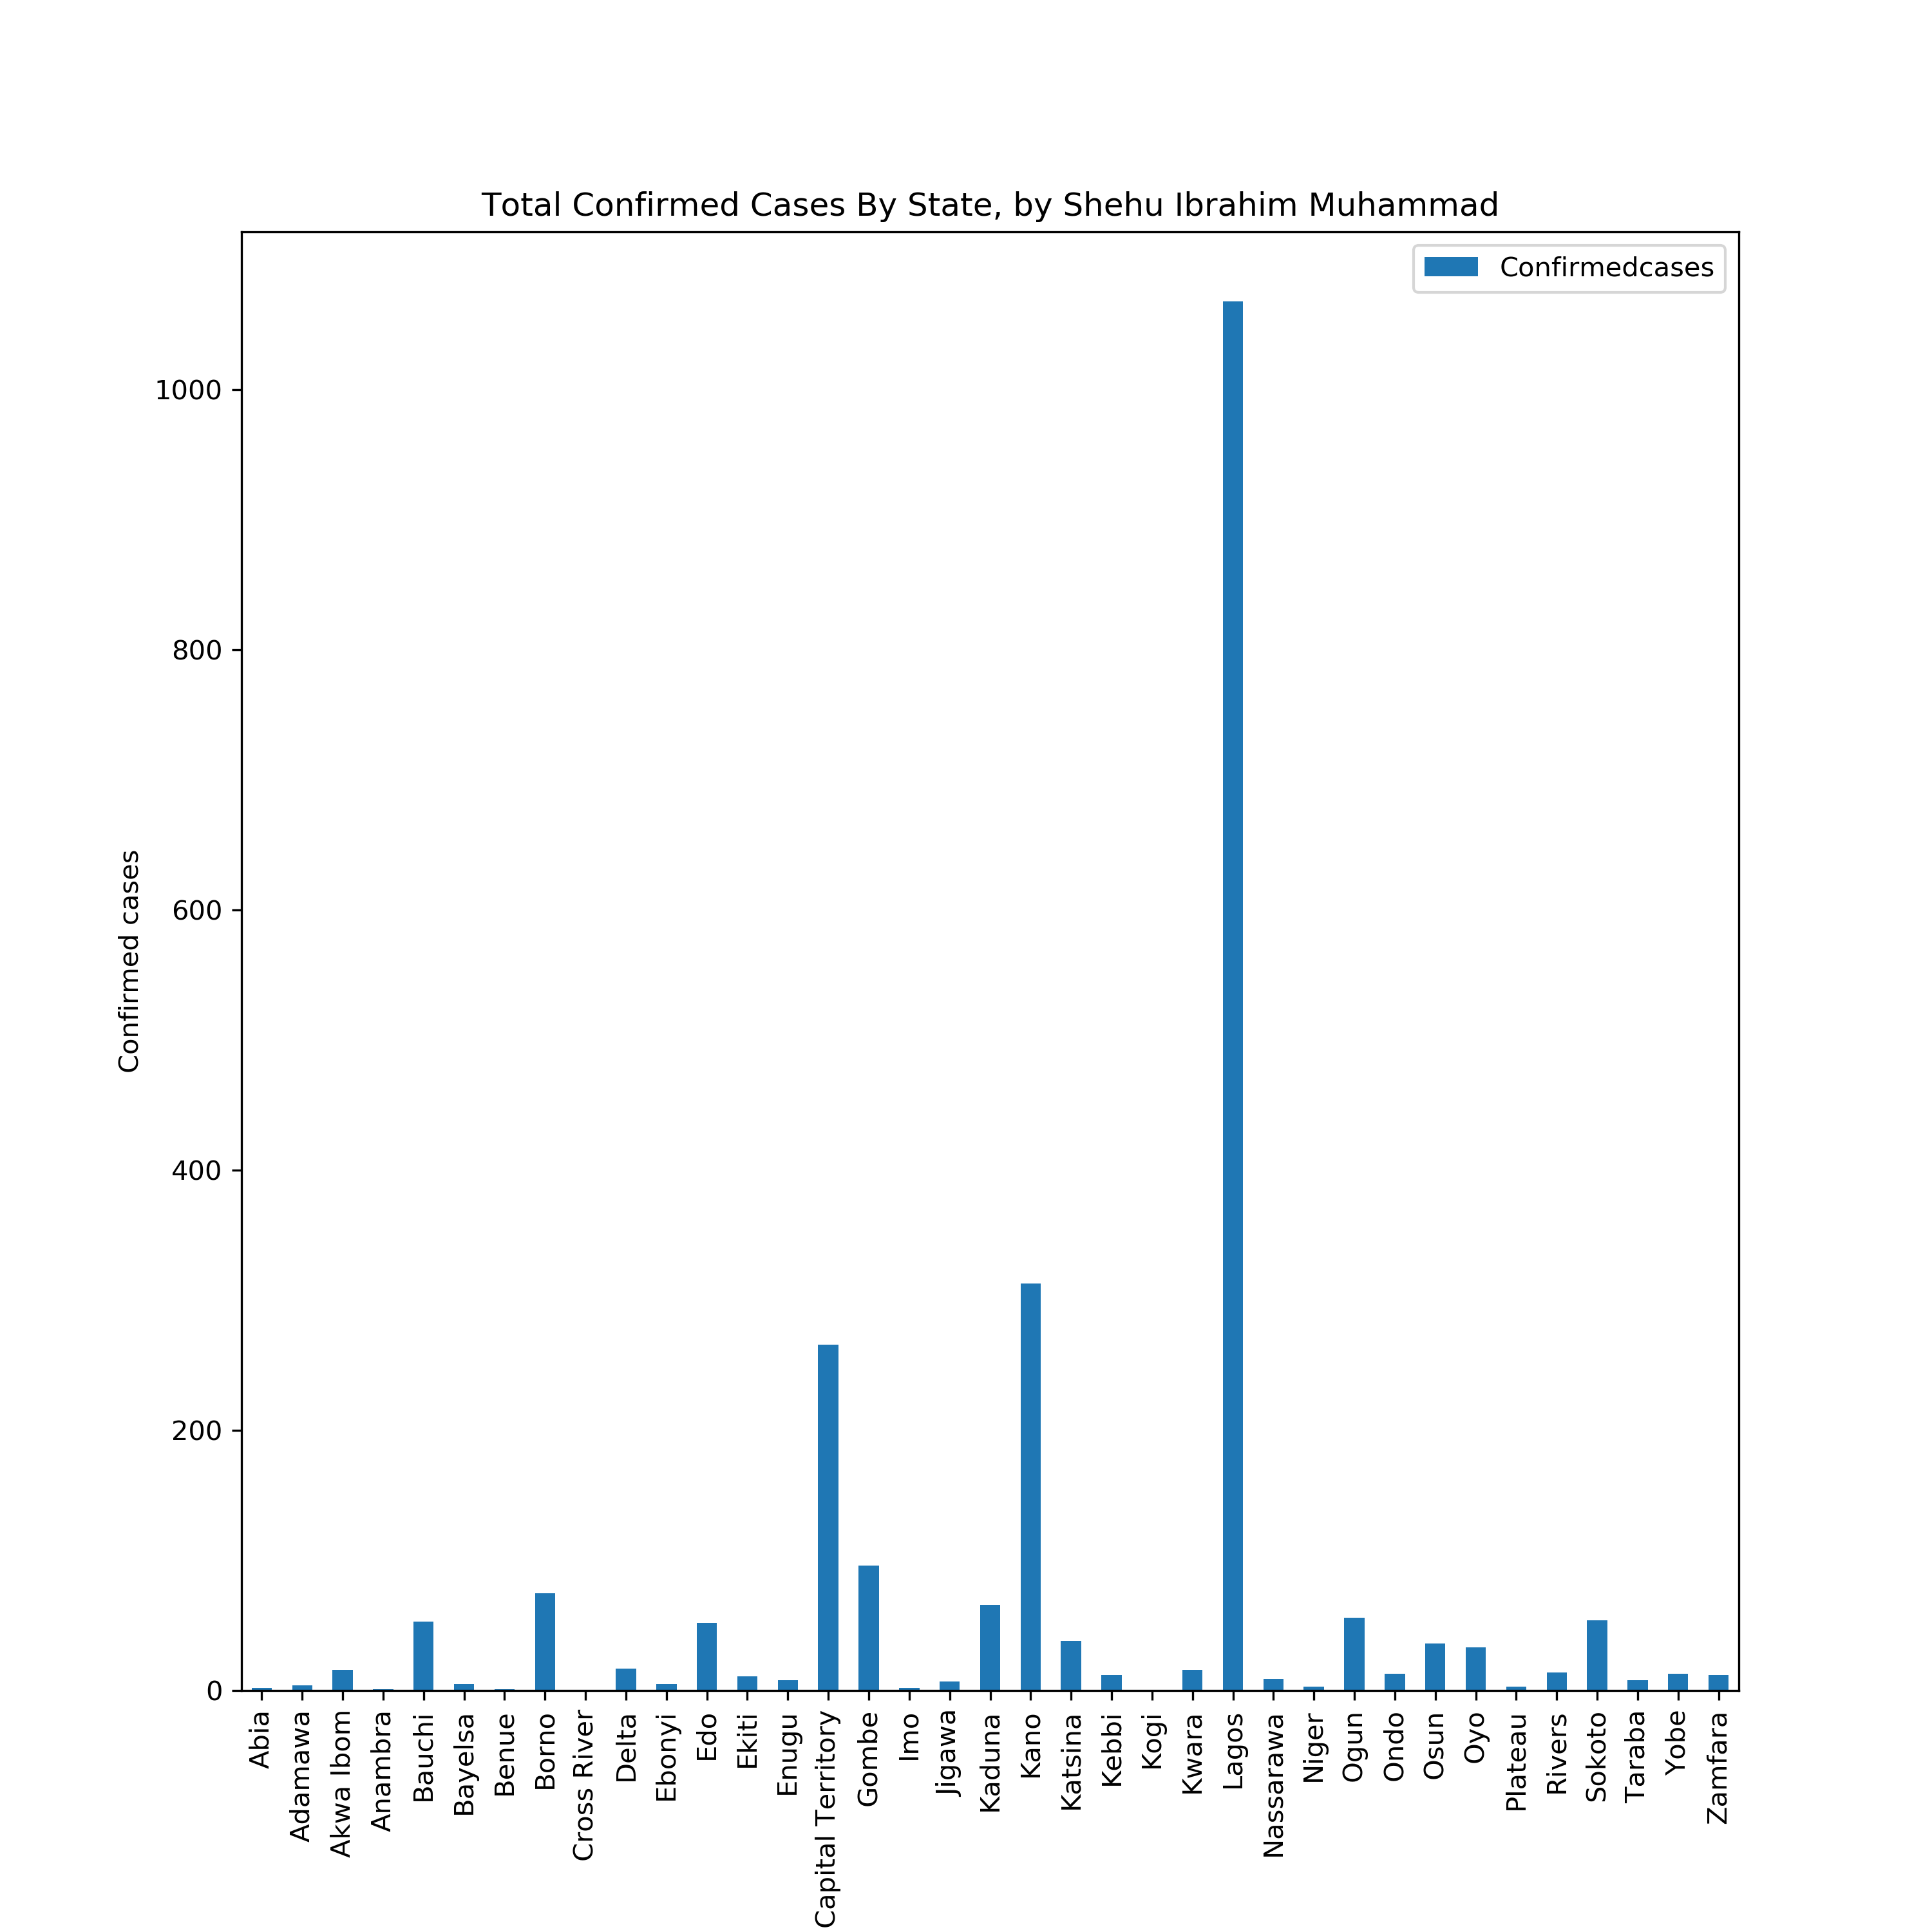 Total Confirmed Cases By State, by Shehu Ibrahim Muhammad
Confirmedcases
1000
800
600
400
200
0
Confirmed cases
Abia
Adamawa
Akwa Ibom
Anambra
Bauchi
Bayelsa
Benue
Borno
Cross River
Delta
Ebonyi
Edo
Ekiti
Enugu
Capital Territory
Gombe
Imo
Jigawa
Kaduna
Kano
Katsina
Kebbi
Kogi
Kwara
Lagos
Nassarawa
Niger
Ogun
Ondo
Osun
Oyo
Plateau
Rivers
Sokoto
Taraba
Yobe
Zamfara